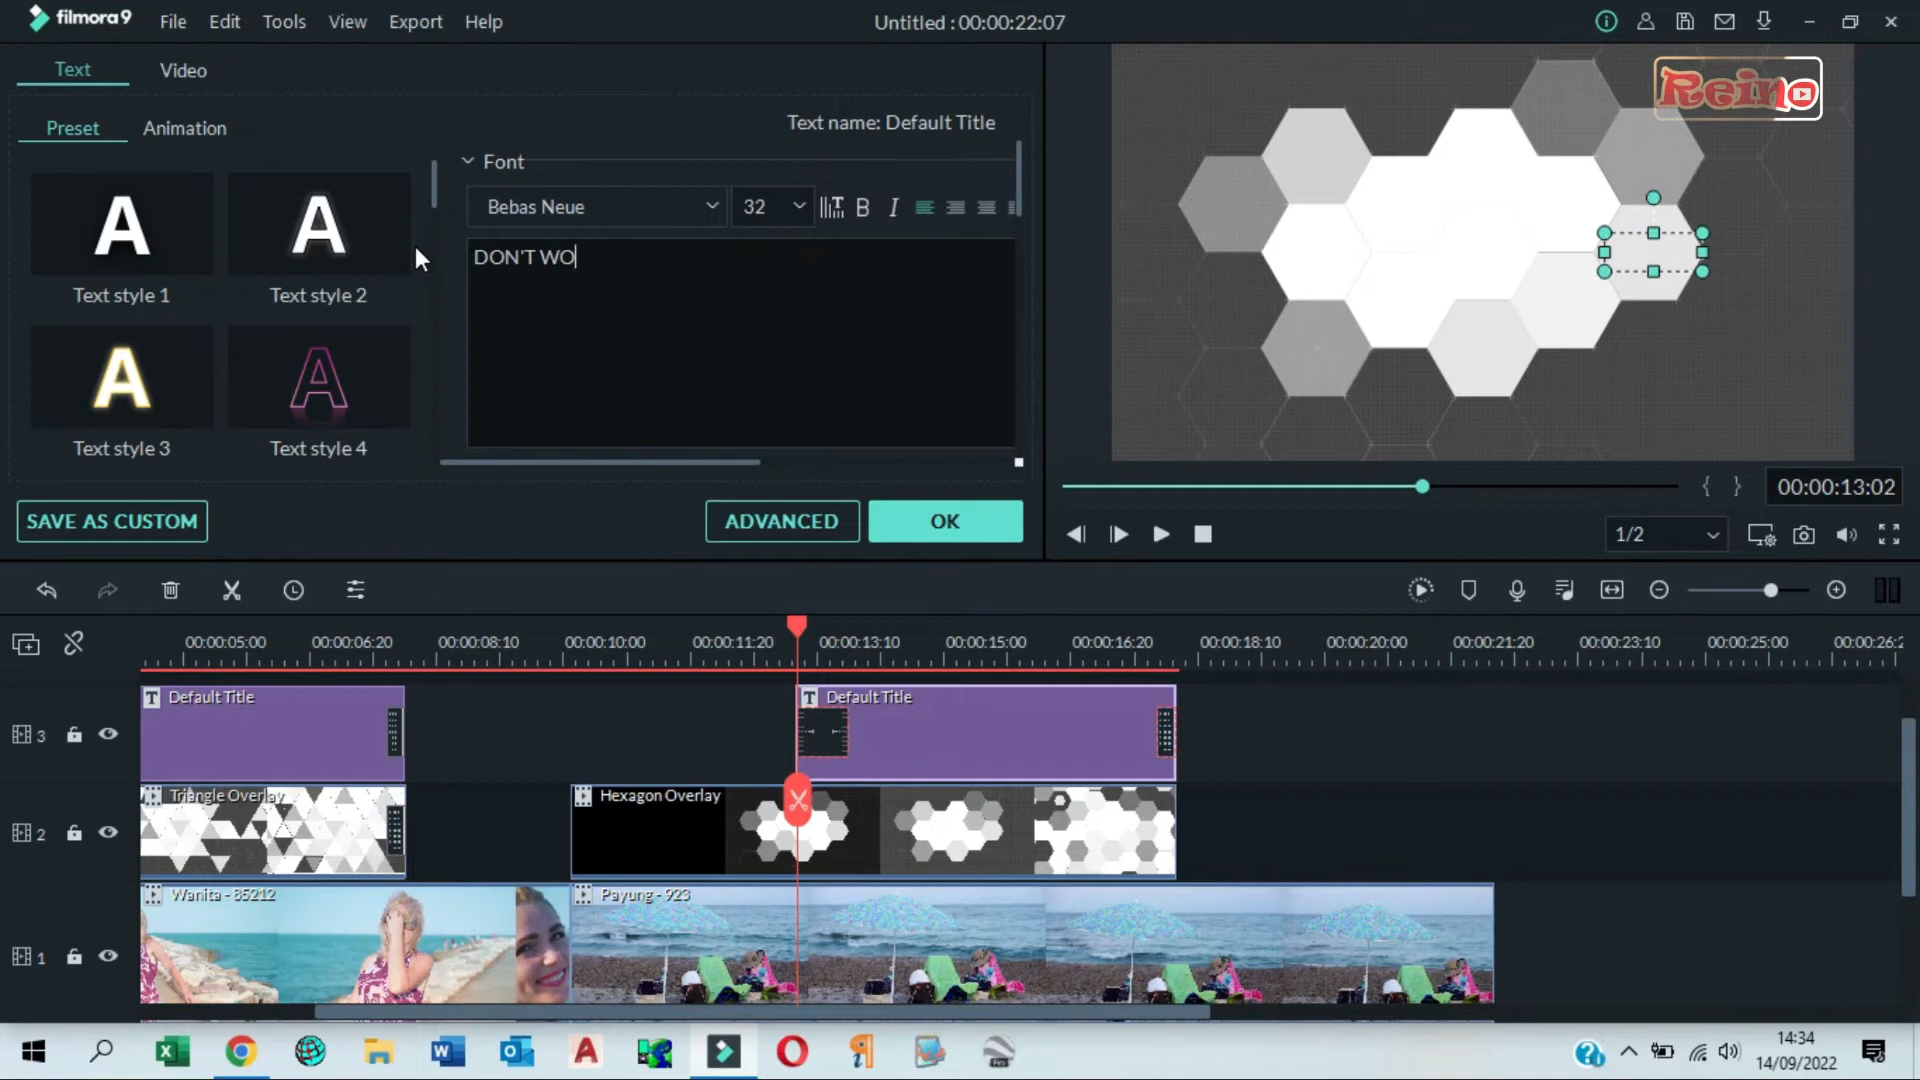 filmora9
File Edit Tools View Export Help
Untitled : 00:00:22:07
Text Video
Preset Animation
Text name: Default Title
Font
Bebas Neue 32 B I
DON'T WO
A A
Text style 1 Text style 2
A A
Text style 3 Text style 4
SAVE AS CUSTOM ADVANCED OK
Reino
{ } 00:00:13:02
1/2
00:00:05:00 00:00:06:20 00:00:08:10 00:00:10:00 00:00:11:20 00:00:13:10 00:00:15:00 00:00:16:20 00:00:18:10 00:00:20:00 00:00:21:20 00:00:23:10 00:00:25:00 00:00:26:2
3 T Default Title T Default Title
2 Triangle Overlay Hexagon Overlay
1 Wanita - 85212 Payung - 923
14:34
14/09/2022